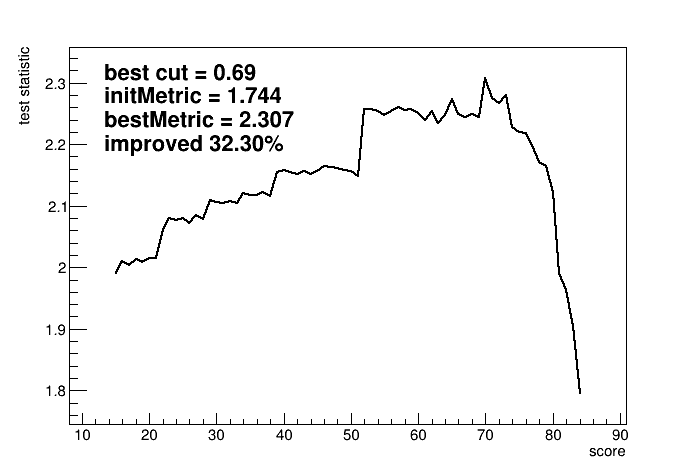 test statistic
best cut = 0.69
initMetric = 1.744
bestMetric = 2.307
improved 32.30%
2.3
2.2
2.1
2
1.9
1.8
10 20 30 40 50 60 70 80 90
score